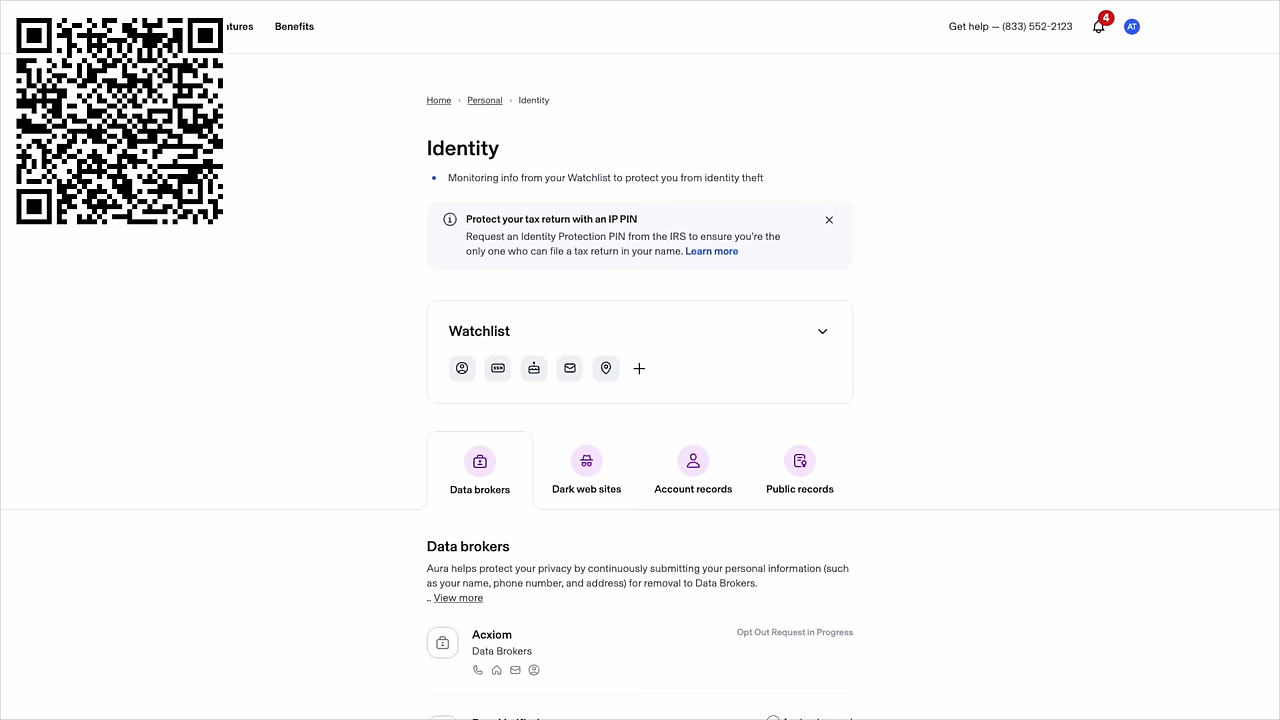 Benefits
Get help — (833) 552-2123
4
AT
Home › Personal › Identity
Identity
• Monitoring info from your Watchlist to protect you from identity theft
Protect your tax return with an IP PIN
Request an Identity Protection PIN from the IRS to ensure you're the
only one who can file a tax return in your name. Learn more
Watchlist
SSN
Data brokers
Dark web sites
Account records
Public records
Data brokers
Aura helps protect your privacy by continuously submitting your personal information (such
as your name, phone number, and address) for removal to Data Brokers.
.. View more
Acxiom
Opt Out Request in Progress
Data Brokers